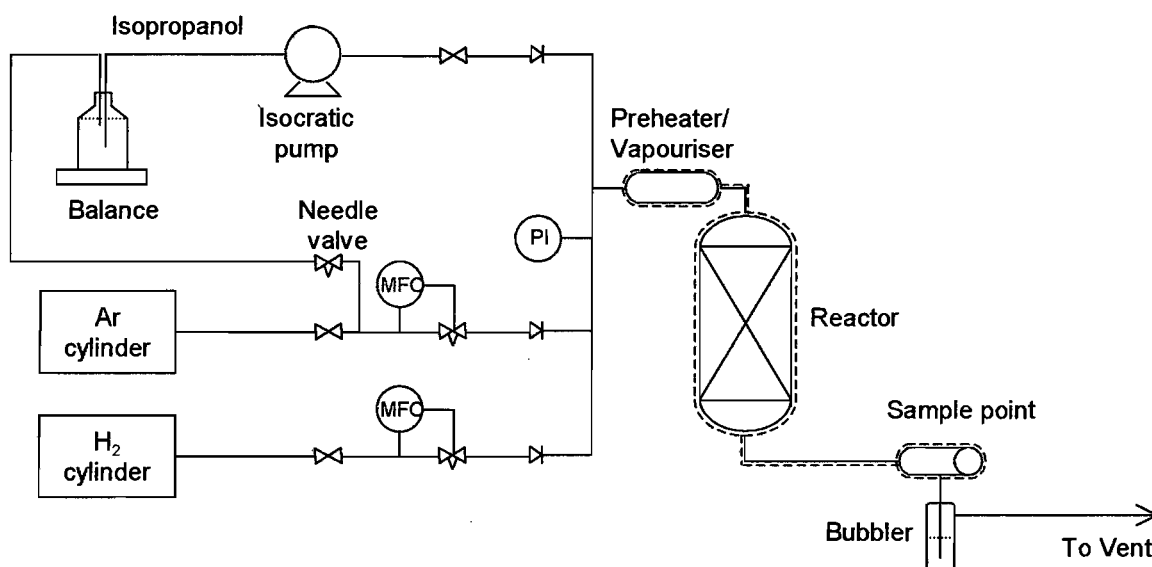 Isopropanol
Isocratic
pump
Balance
Preheater/
Vapouriser
Needle
valve
PI
MFC
Ar
cylinder
Reactor
MFC
H₂
cylinder
Sample point
Bubbler
To Vent